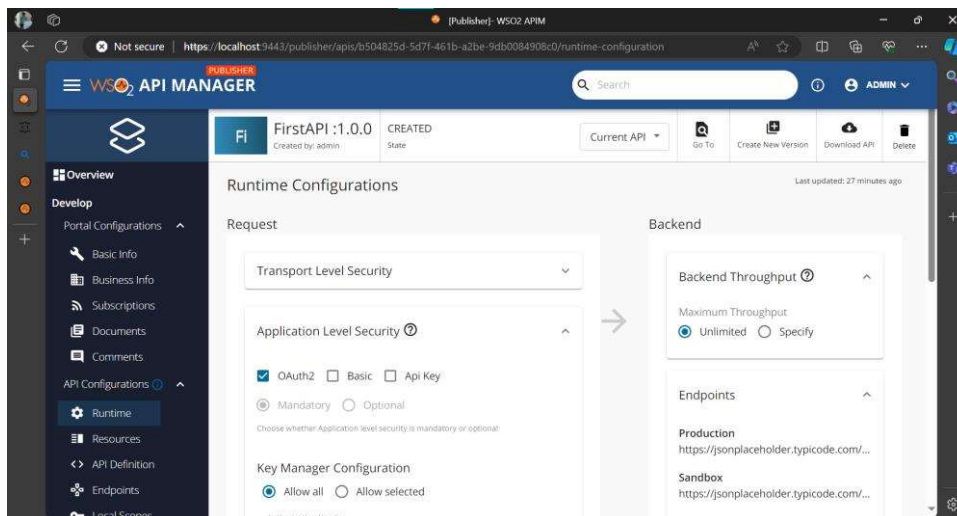 [Publisher]- WSO2 APIM
Not secure | https://localhost:9443/publisher/apis/b504825d-5d7f-461b-a2be-9db0084908c0/runtime-configuration
WSO2 API MANAGER
PUBLISHER
Search
ADMIN
Fi
FirstAPI :1.0.0
Created by: admin
CREATED
State
Current API
Go To
Create New Version
Download API
Delete
Overview
Develop
Portal Configurations
Basic Info
Business Info
Subscriptions
Documents
Comments
API Configurations
Runtime
Resources
API Definition
Endpoints
Local Scopes
Runtime Configurations
Last updated: 27 minutes ago
Request
Transport Level Security
Application Level Security
OAuth2 Basic Api Key
Mandatory Optional
Choose whether Application level security is mandatory or optional
Key Manager Configuration
Allow all Allow selected
Backend
Backend Throughput
Maximum Throughput
Unlimited Specify
Endpoints
Production
https://jsonplaceholder.typicode.com/...
Sandbox
https://jsonplaceholder.typicode.com/...